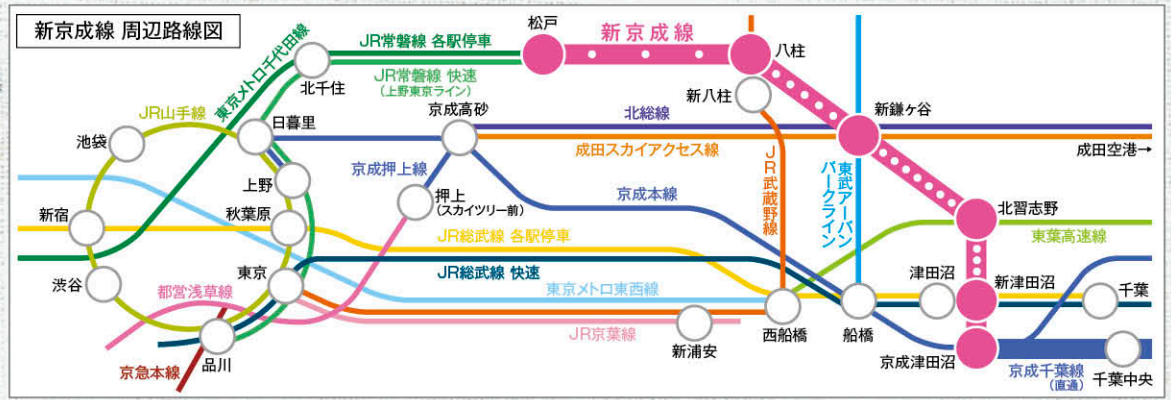 新京成線 周辺路線図
松戸
新京成線
八柱
JR常磐線 各駅停車
東京メトロ千代田線
北千住
JR常磐線 快速
(上野東京ライン)
新八柱
JR山手線
京成高砂
北総線
新鎌ヶ谷
日暮里
池袋
成田スカイアクセス線
成田空港→
京成押上線
JR武蔵野線
東武アーバン
パークライン
上野
押上
(スカイツリー前)
京成本線
新宿
秋葉原
北習志野
JR総武線 各駅停車
東葉高速線
東京
JR総武線 快速
津田沼
新津田沼
渋谷
都営浅草線
東京メトロ東西線
千葉
JR京葉線
新浦安
西船橋
船橋
京成津田沼
品川
京急本線
京成千葉線
(直通)
千葉中央